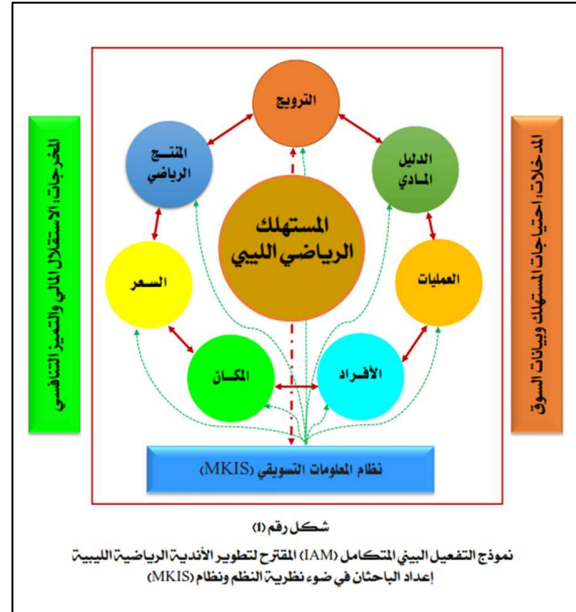 الترويج
المنتج
الرياضي
الدليل
المادي
المستهلك
الرياضي الليبي
السعر
العمليات
المكان
الأفراد
نظام المعلومات التسويقي (MKIS)
المدخلات: احتياجات المستهلك وبيانات السوق
المخرجات: الاستقلال المالي والتميز التنافسي
شكل رقم (1)
نموذج التفعيل البيني المتكامل (IAM) المقترح لتطوير الأندية الرياضية الليبية
إعداد الباحثان في ضوء نظرية النظم ونظام (MKIS)